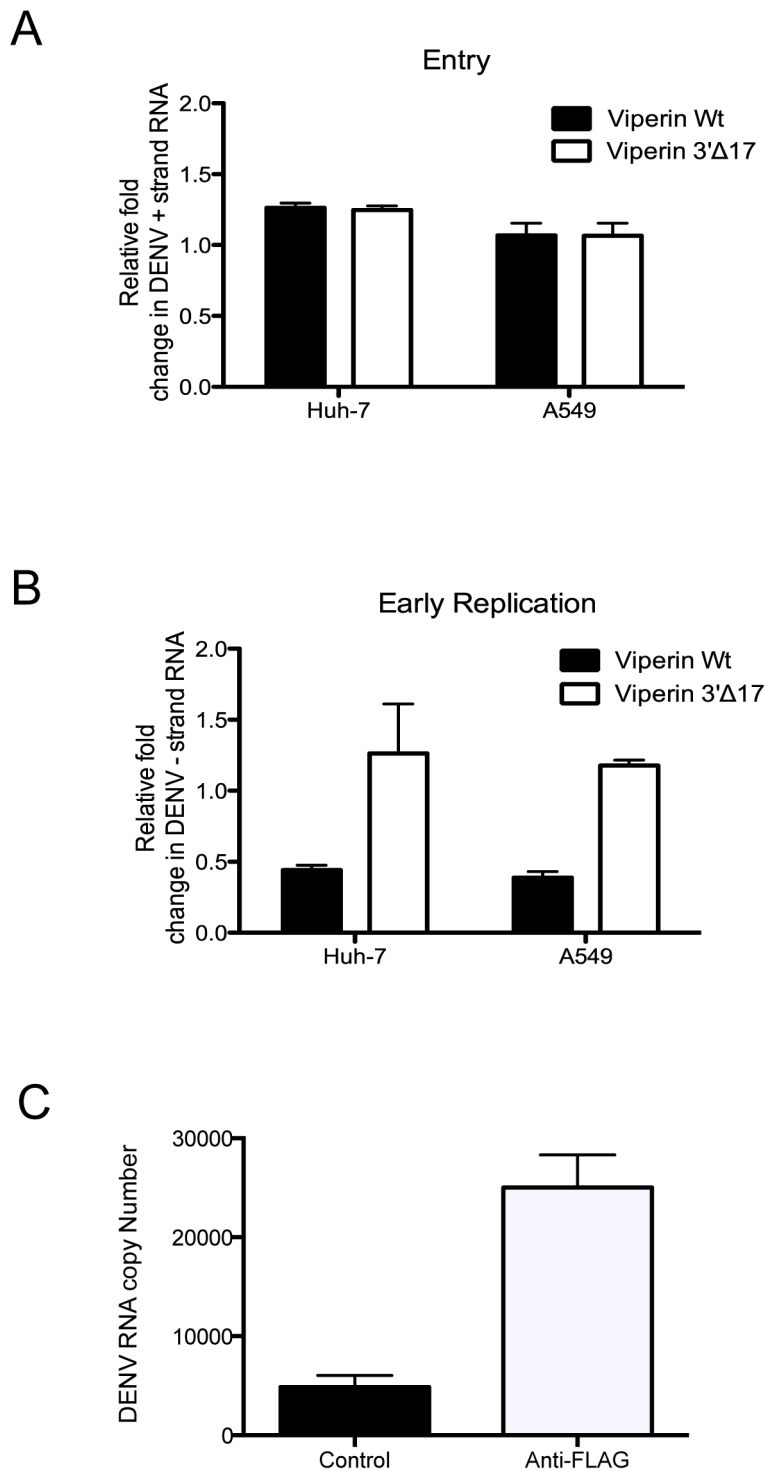 A
Entry
Relative fold
change in DENV + strand RNA
2.0
1.5
1.0
0.5
0.0
Viperin Wt
Viperin 3'Δ17
Huh-7
A549
B
Early Replication
Relative fold
change in DENV - strand RNA
2.0
1.5
1.0
0.5
0.0
Viperin Wt
Viperin 3'Δ17
Huh-7
A549
C
DENV RNA copy Number
30000
20000
10000
0
Control
Anti-FLAG